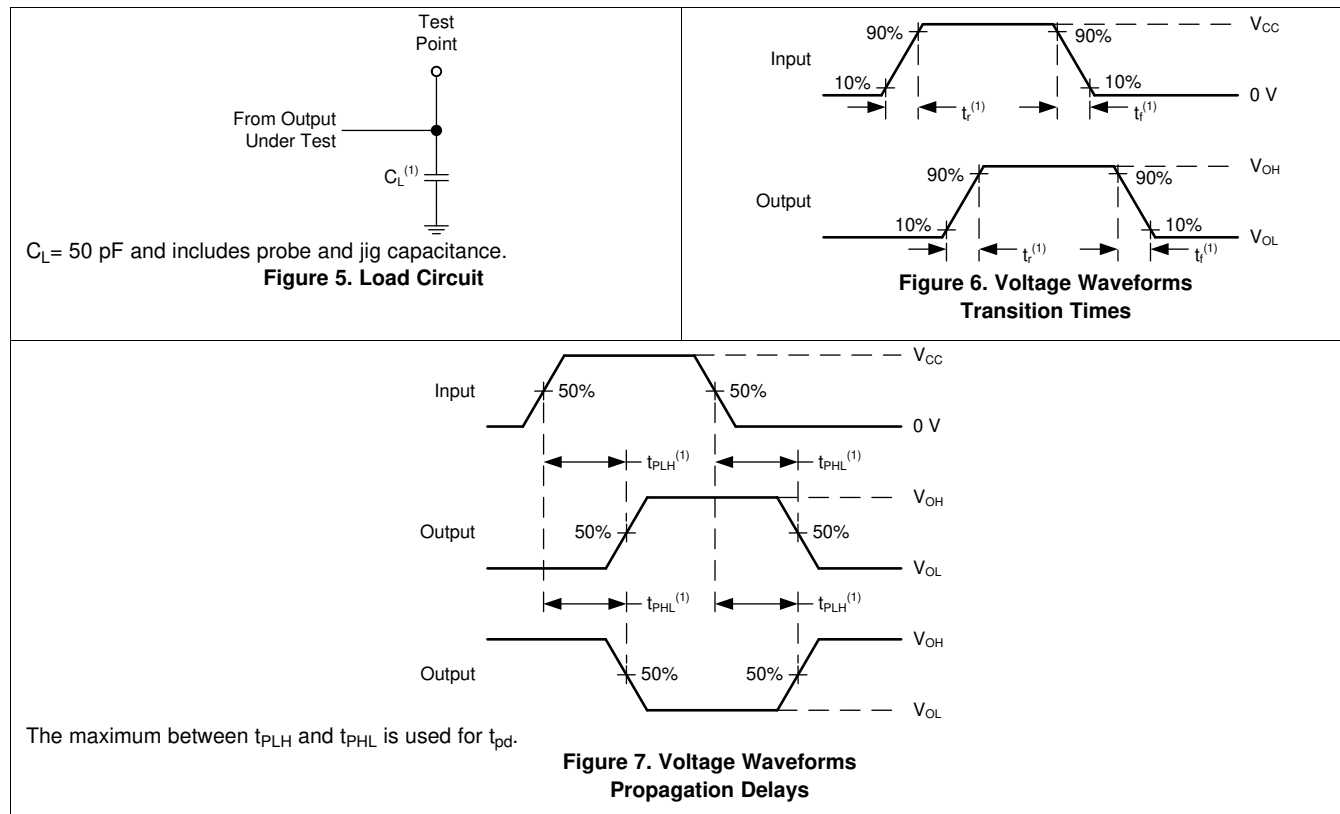 Test
Point
From Output
Under Test
C_L^(1)
C_L= 50 pF and includes probe and jig capacitance.
Figure 5. Load Circuit
V_CC
90%
90%
Input
10%
10%
0 V
t_r^(1)
t_f^(1)
V_OH
90%
90%
Output
10%
10%
V_OL
t_r^(1)
t_f^(1)
Figure 6. Voltage Waveforms
Transition Times
V_CC
Input
50%
50%
0 V
t_PLH^(1)
t_PHL^(1)
V_OH
Output
50%
50%
V_OL
t_PHL^(1)
t_PLH^(1)
V_OH
Output
50%
50%
V_OL
The maximum between t_PLH and t_PHL is used for t_pd.
Figure 7. Voltage Waveforms
Propagation Delays